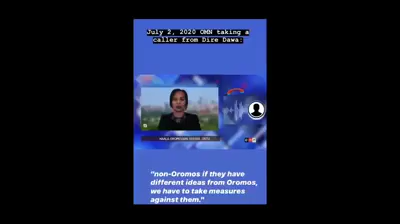 July 2, 2020 OMN taking a
caller from Dire Dawa:
"non-Oromos if they have
different ideas from Oromos,
we have to take measures
against them."